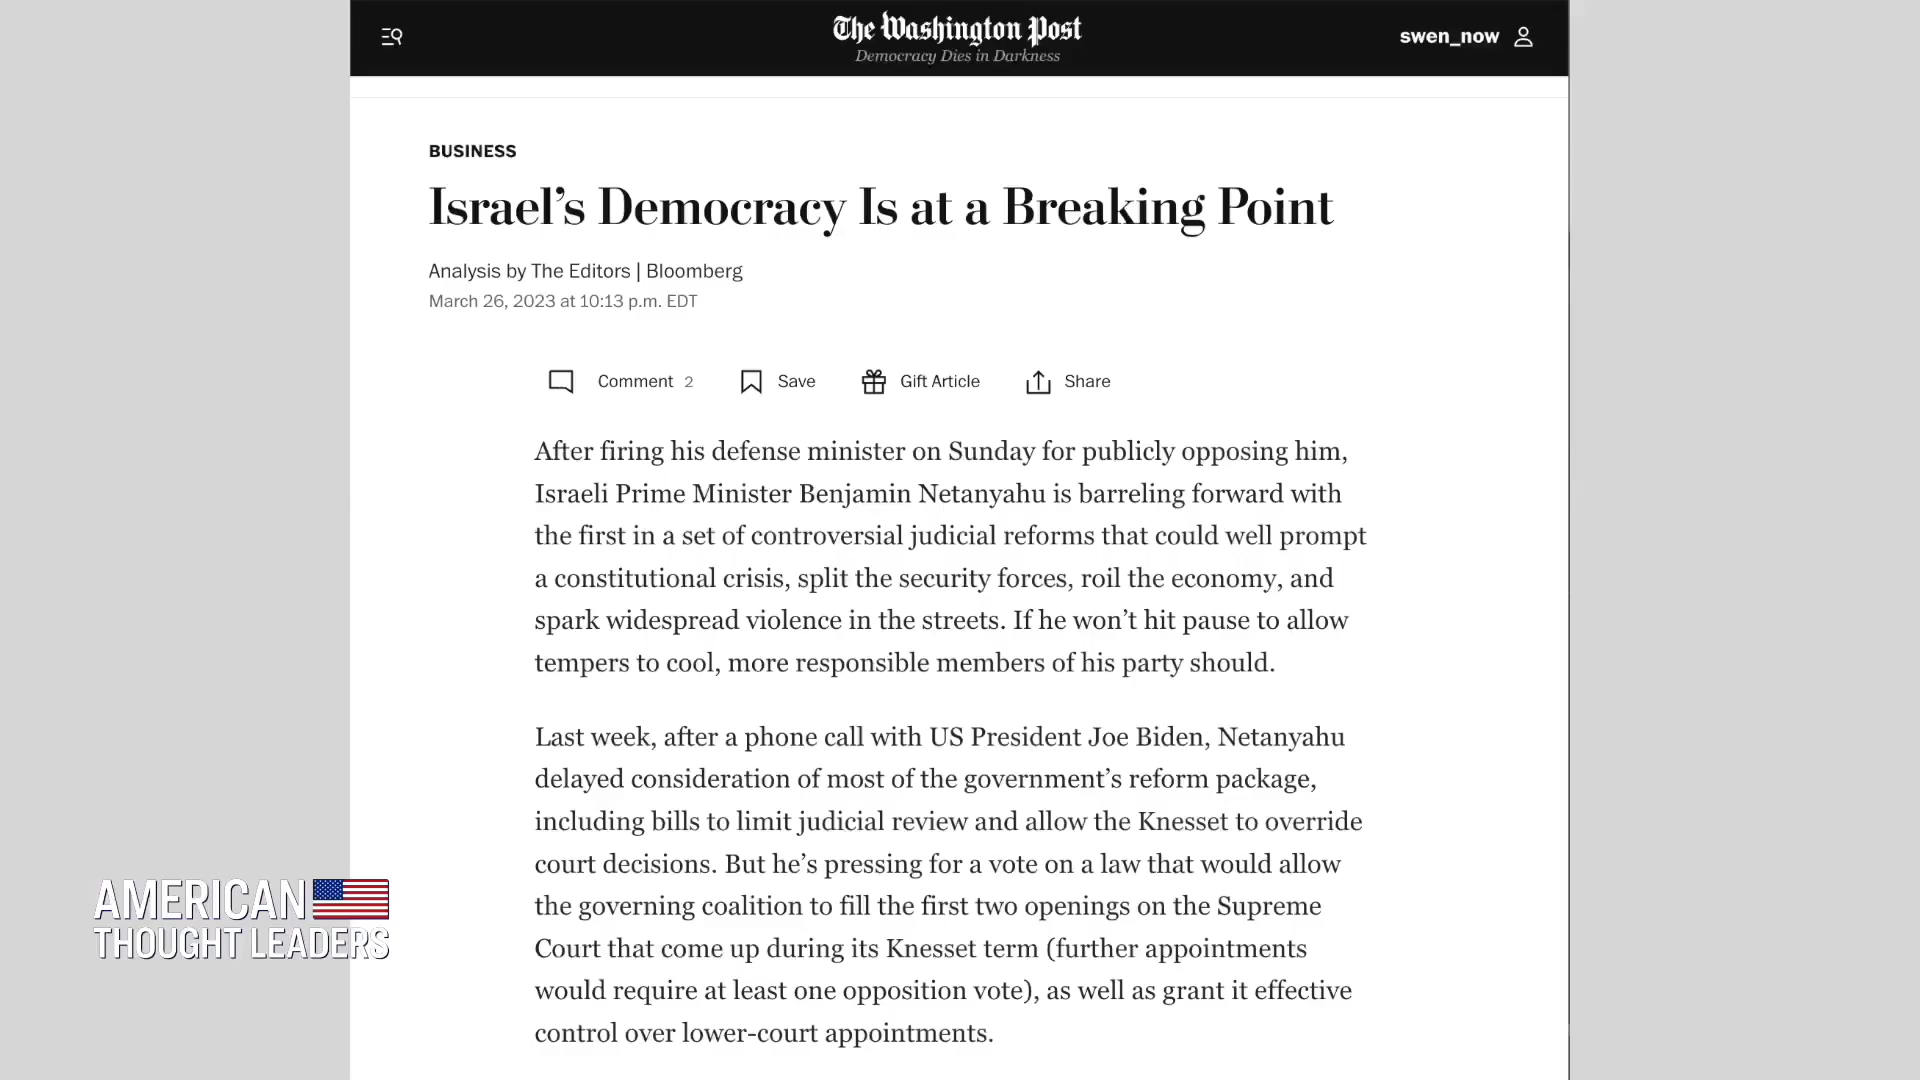 The Washington Post
Democracy Dies in Darkness
swen_now
BUSINESS
Israel’s Democracy Is at a Breaking Point
Analysis by The Editors | Bloomberg
March 26, 2023 at 10:13 p.m. EDT
Comment 2 Save Gift Article Share
After firing his defense minister on Sunday for publicly opposing him,
Israeli Prime Minister Benjamin Netanyahu is barreling forward with
the first in a set of controversial judicial reforms that could well prompt
a constitutional crisis, split the security forces, roil the economy, and
spark widespread violence in the streets. If he won’t hit pause to allow
tempers to cool, more responsible members of his party should.
Last week, after a phone call with US President Joe Biden, Netanyahu
delayed consideration of most of the government’s reform package,
including bills to limit judicial review and allow the Knesset to override
court decisions. But he’s pressing for a vote on a law that would allow
the governing coalition to fill the first two openings on the Supreme
Court that come up during its Knesset term (further appointments
would require at least one opposition vote), as well as grant it effective
control over lower-court appointments.
AMERICAN
THOUGHT LEADERS